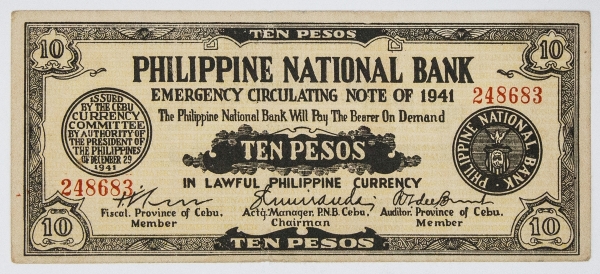 TEN PESOS
10 10
PHILIPPINE NATIONAL BANK
EMERGENCY CIRCULATING NOTE OF 1941
248683
The Philippine National Bank Will Pay The Bearer On Demand
ISSUED
BY THE CEBU
CURRENCY
COMMITTEE
BY AUTHORITY OF
THE PRESIDENT OF
THE PHILIPPINES
OF DECEMBER 29
1941
TEN PESOS
PHILIPPINE NATIONAL BANK
IN LAWFUL PHILIPPINE CURRENCY
248683
Fiscal. Province of Cebu. Act'g. Manager, P.N.B. Cebu, Auditor. Province of Cebu.
Member Chairman Member
10 10
TEN PESOS